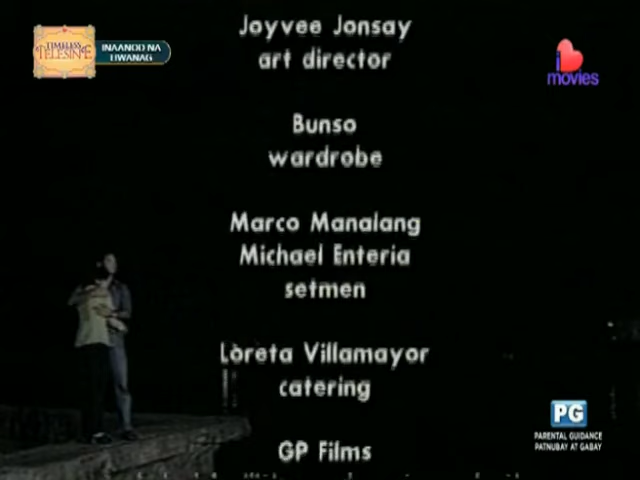 Joyvee Jonsay
art director
TIMELESS
TELESINE
INAANOD NA
LIWANAG
i
movies
Bunso
wardrobe
Marco Manalang
Michael Enteria
setmen
Loreta Villamayor
catering
GP Films
PG
PARENTAL GUIDANCE
PATNUBAY AT GABAY